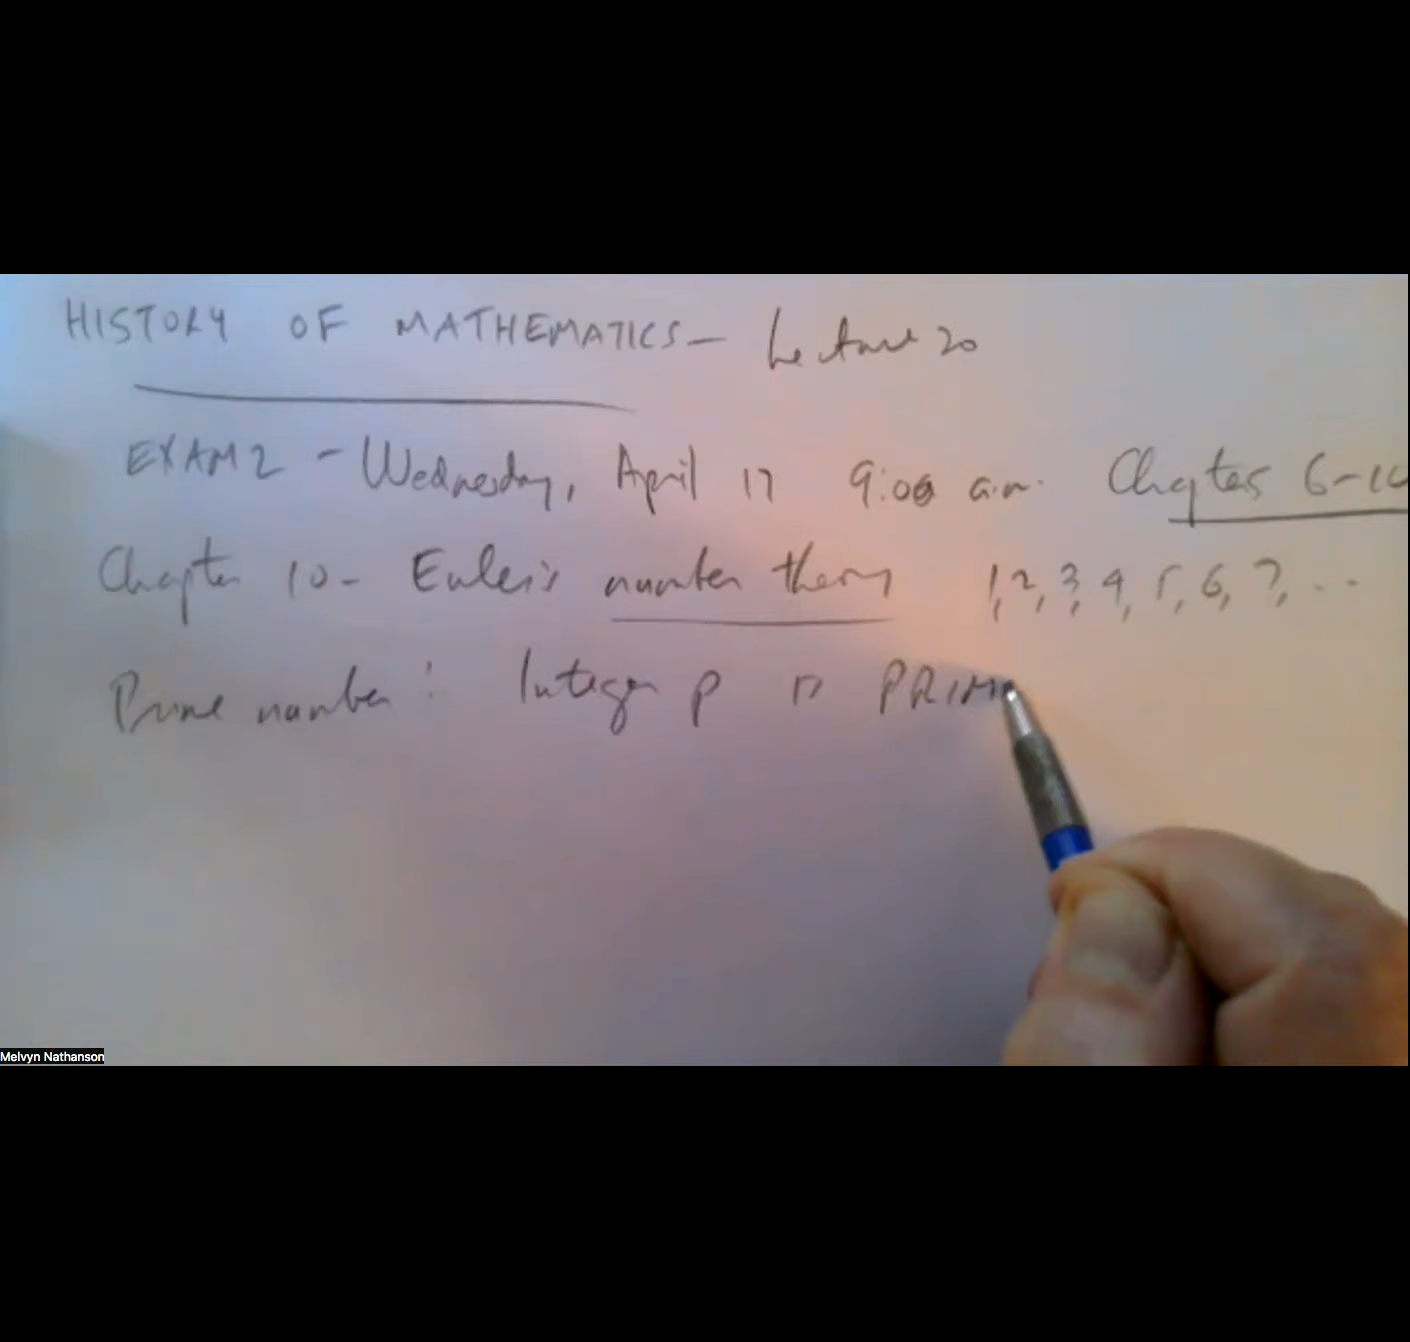 HISTORY OF MATHEMATICS - Lecture 20
EXAM 2 - Wednesday, April 17 9:00 a.m. Chapters 6-10
Chapter 10 - Euler's number theory 1, 2, 3, 4, 5, 6, 7, ...
Prime number: Integer p is PRIM
Melvyn Nathanson